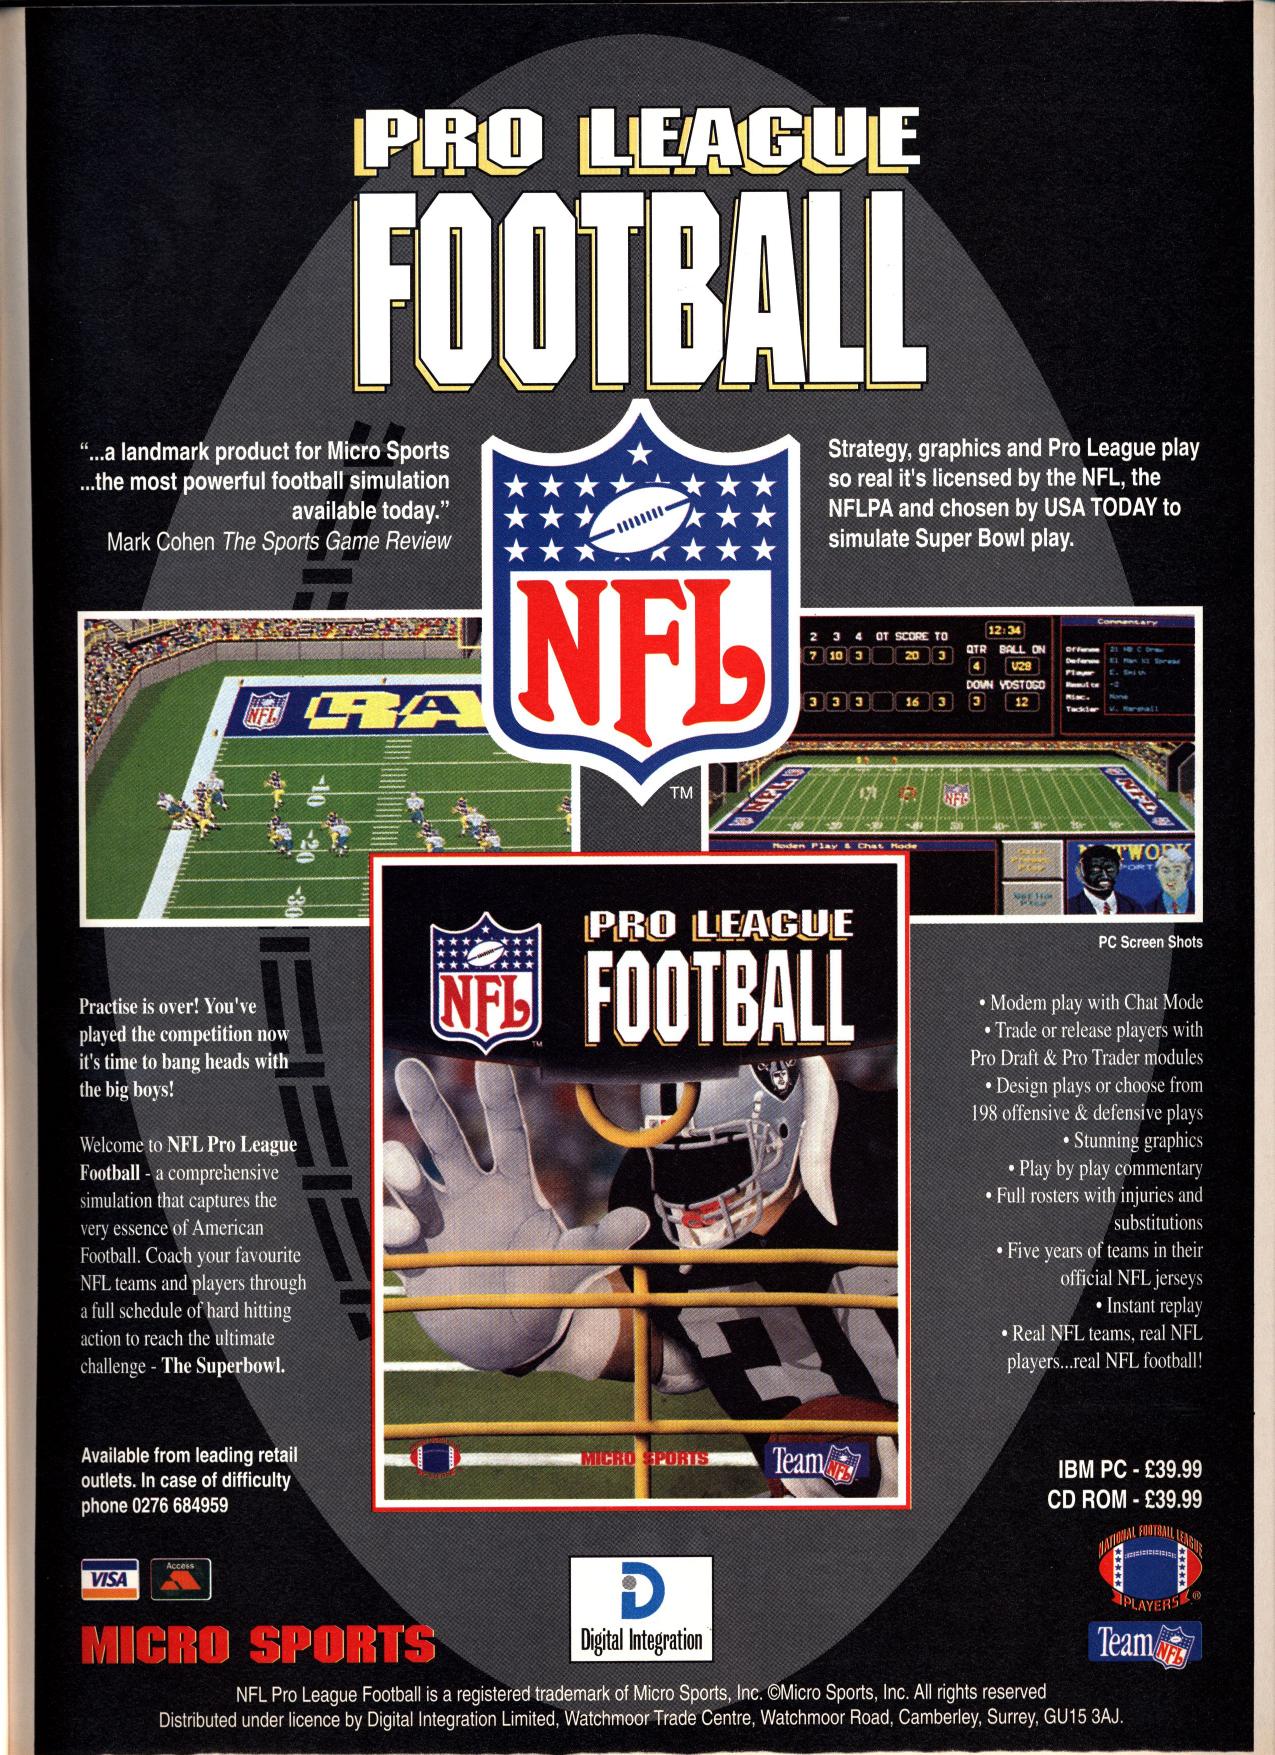 PRO LEAGUE
FOOTBALL
“...a landmark product for Micro Sports
...the most powerful football simulation
available today.”
Mark Cohen The Sports Game Review
Strategy, graphics and Pro League play
so real it's licensed by the NFL, the
NFLPA and chosen by USA TODAY to
simulate Super Bowl play.
NFL
TM
NFL
RA
2 3 4 OT SCORE TO
7 10 3 20 3
3 3 3 16 3
12:34
QTR BALL ON
4 V28
DOWN YDSTOGO
3 12
Commentary
Offense 21 HB C Draw
Defense
Player E. Smith
Results -2
Misc. None
Tackler W. Marshall
NFL
NFL
NFL
Modem Play & Chat Mode
PC Screen Shots
NFL
TM
PRO LEAGUE
FOOTBALL
MICRO SPORTS
Team NFL
Practise is over! You've
played the competition now
it's time to bang heads with
the big boys!
Welcome to NFL Pro League
Football - a comprehensive
simulation that captures the
very essence of American
Football. Coach your favourite
NFL teams and players through
a full schedule of hard hitting
action to reach the ultimate
challenge - The Superbowl.
• Modem play with Chat Mode
• Trade or release players with
Pro Draft & Pro Trader modules
• Design plays or choose from
198 offensive & defensive plays
• Stunning graphics
• Play by play commentary
• Full rosters with injuries and
substitutions
• Five years of teams in their
official NFL jerseys
• Instant replay
• Real NFL teams, real NFL
players...real NFL football!
Available from leading retail
outlets. In case of difficulty
phone 0276 684959
IBM PC - £39.99
CD ROM - £39.99
VISA
Access
MICRO SPORTS
Digital Integration
NATIONAL FOOTBALL LEAGUE
PLAYERS ®
Team NFL
NFL Pro League Football is a registered trademark of Micro Sports, Inc. ©Micro Sports, Inc. All rights reserved
Distributed under licence by Digital Integration Limited, Watchmoor Trade Centre, Watchmoor Road, Camberley, Surrey, GU15 3AJ.